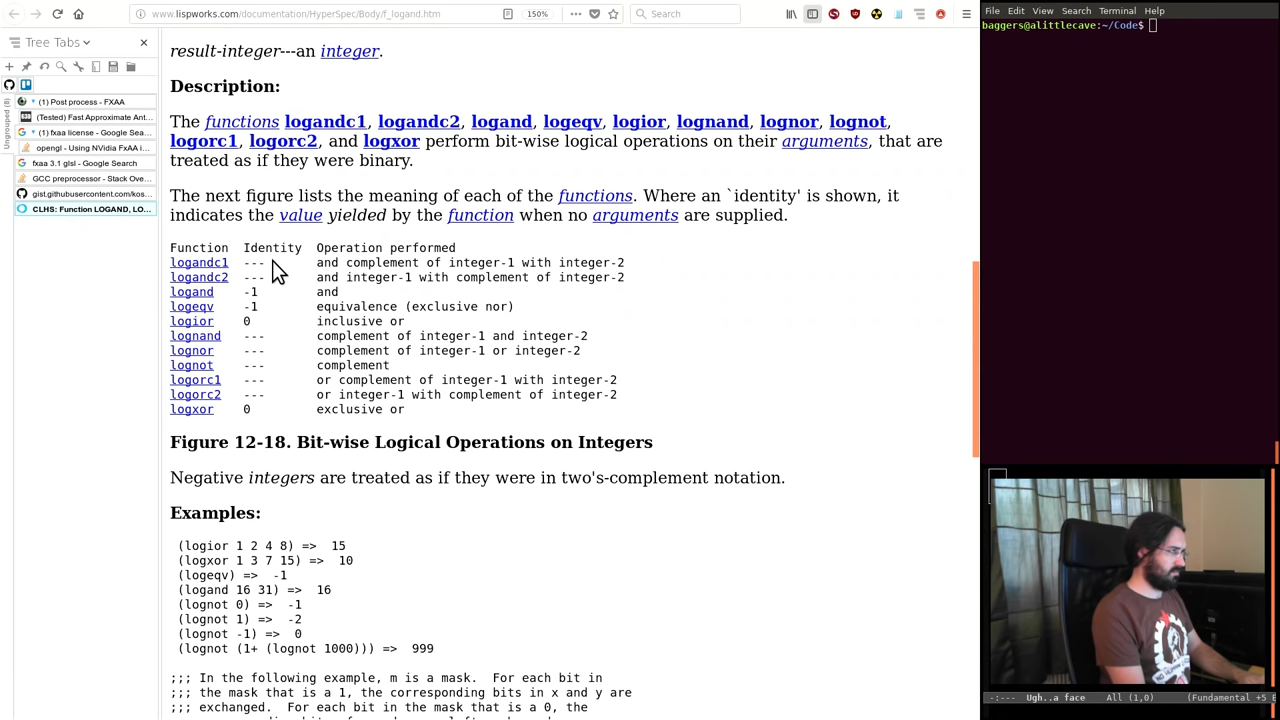 www.lispworks.com/documentation/HyperSpec/Body/f_logand.htm
150%
Search
File Edit View Search Terminal Help
baggers@alittlecave:~/Code$
Tree Tabs
Ungrouped (8)
(1) Post process - FXAA
(Tested) Fast Approximate Ant...
(1) fxaa license - Google Sea...
opengl - Using NVidia FxAA i...
fxaa 3.1 glsl - Google Search
GCC preprocessor - Stack Ove...
gist.githubusercontent.com/kos...
CLHS: Function LOGAND, LO...
result-integer---an integer.
Description:
The functions logandc1, logandc2, logand, logeqv, logior, lognand, lognor, lognot,
logorc1, logorc2, and logxor perform bit-wise logical operations on their arguments, that are
treated as if they were binary.
The next figure lists the meaning of each of the functions. Where an `identity' is shown, it
indicates the value yielded by the function when no arguments are supplied.
Function Identity Operation performed
logandc1 --- and complement of integer-1 with integer-2
logandc2 --- and integer-1 with complement of integer-2
logand -1 and
logeqv -1 equivalence (exclusive nor)
logior 0 inclusive or
lognand --- complement of integer-1 and integer-2
lognor --- complement of integer-1 or integer-2
lognot --- complement
logorc1 --- or complement of integer-1 with integer-2
logorc2 --- or integer-1 with complement of integer-2
logxor 0 exclusive or
Figure 12-18. Bit-wise Logical Operations on Integers
Negative integers are treated as if they were in two's-complement notation.
Examples:
(logior 1 2 4 8) => 15
(logxor 1 3 7 15) => 10
(logeqv) => -1
(logand 16 31) => 16
(lognot 0) => -1
(lognot 1) => -2
(lognot -1) => 0
(lognot (1+ (lognot 1000))) => 999
;;; In the following example, m is a mask. For each bit in
;;; the mask that is a 1, the corresponding bits in x and y are
;;; exchanged. For each bit in the mask that is a 0, the
-:--- Ugh..a face All (1,0) (Fundamental +5 E